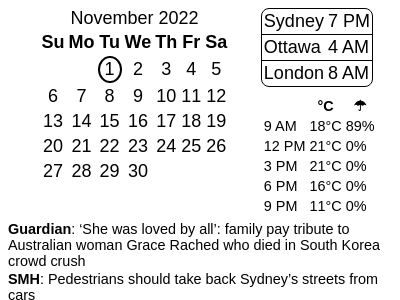 November 2022
Su Mo Tu We Th Fr Sa
1 2 3 4 5
6 7 8 9 10 11 12
13 14 15 16 17 18 19
20 21 22 23 24 25 26
27 28 29 30
Sydney 7 PM
Ottawa 4 AM
London 8 AM
°C ☂
9 AM 18°C 89%
12 PM 21°C 0%
3 PM 21°C 0%
6 PM 16°C 0%
9 PM 11°C 0%
Guardian: ‘She was loved by all’: family pay tribute to
Australian woman Grace Rached who died in South Korea
crowd crush
SMH: Pedestrians should take back Sydney’s streets from
cars